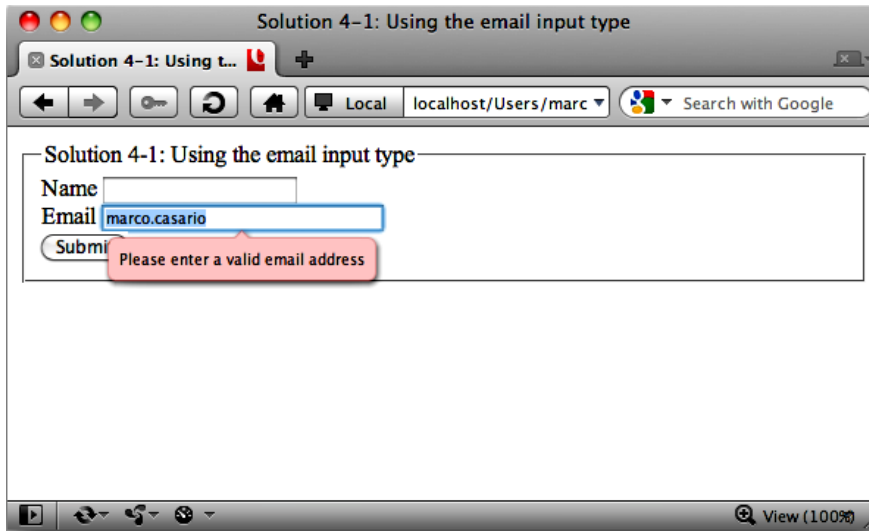 Solution 4-1: Using the email input type
Solution 4-1: Using t...
Local
localhost/Users/marc
Search with Google
Solution 4-1: Using the email input type
Name
Email marco.casario
Submi
Please enter a valid email address
View (100%)